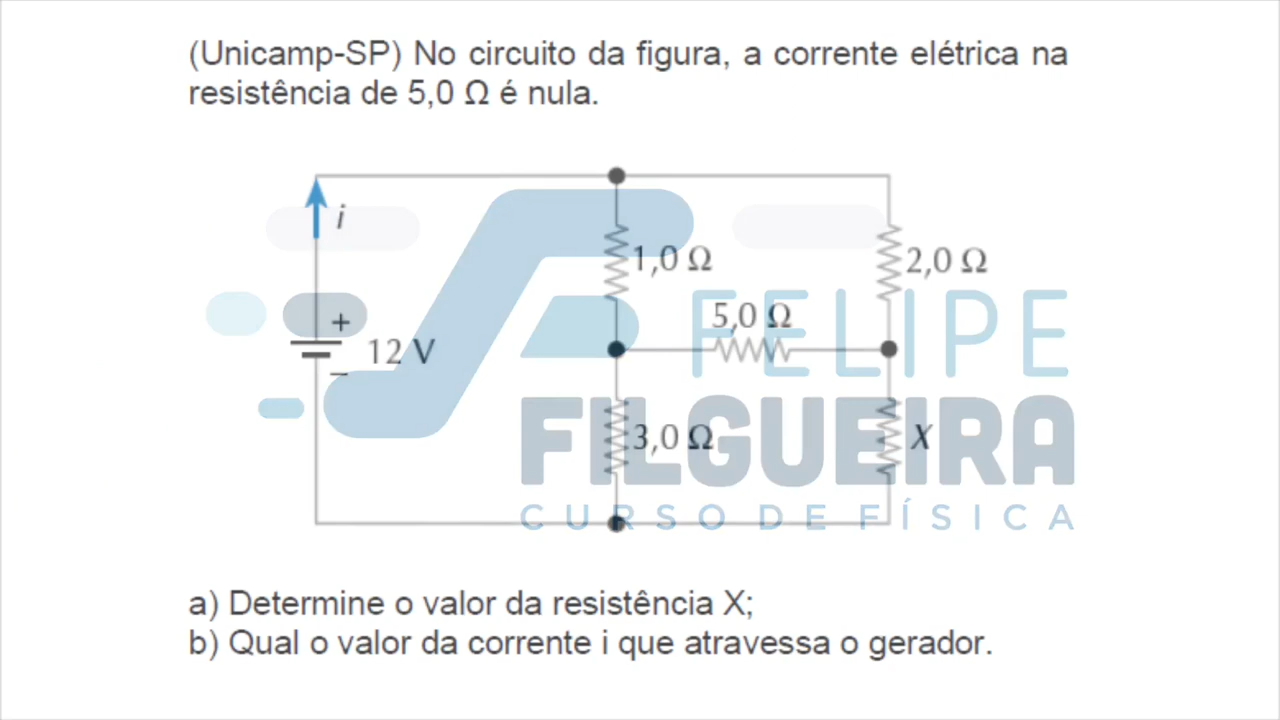 (Unicamp-SP) No circuito da figura, a corrente elétrica na
resistência de 5,0 Ω é nula.
i
1,0 Ω
2,0 Ω
5,0 Ω
+
12 V
−
3,0 Ω
X
FELIPE
FILGUEIRA
CURSO DE FÍSICA
a) Determine o valor da resistência X;
b) Qual o valor da corrente i que atravessa o gerador.